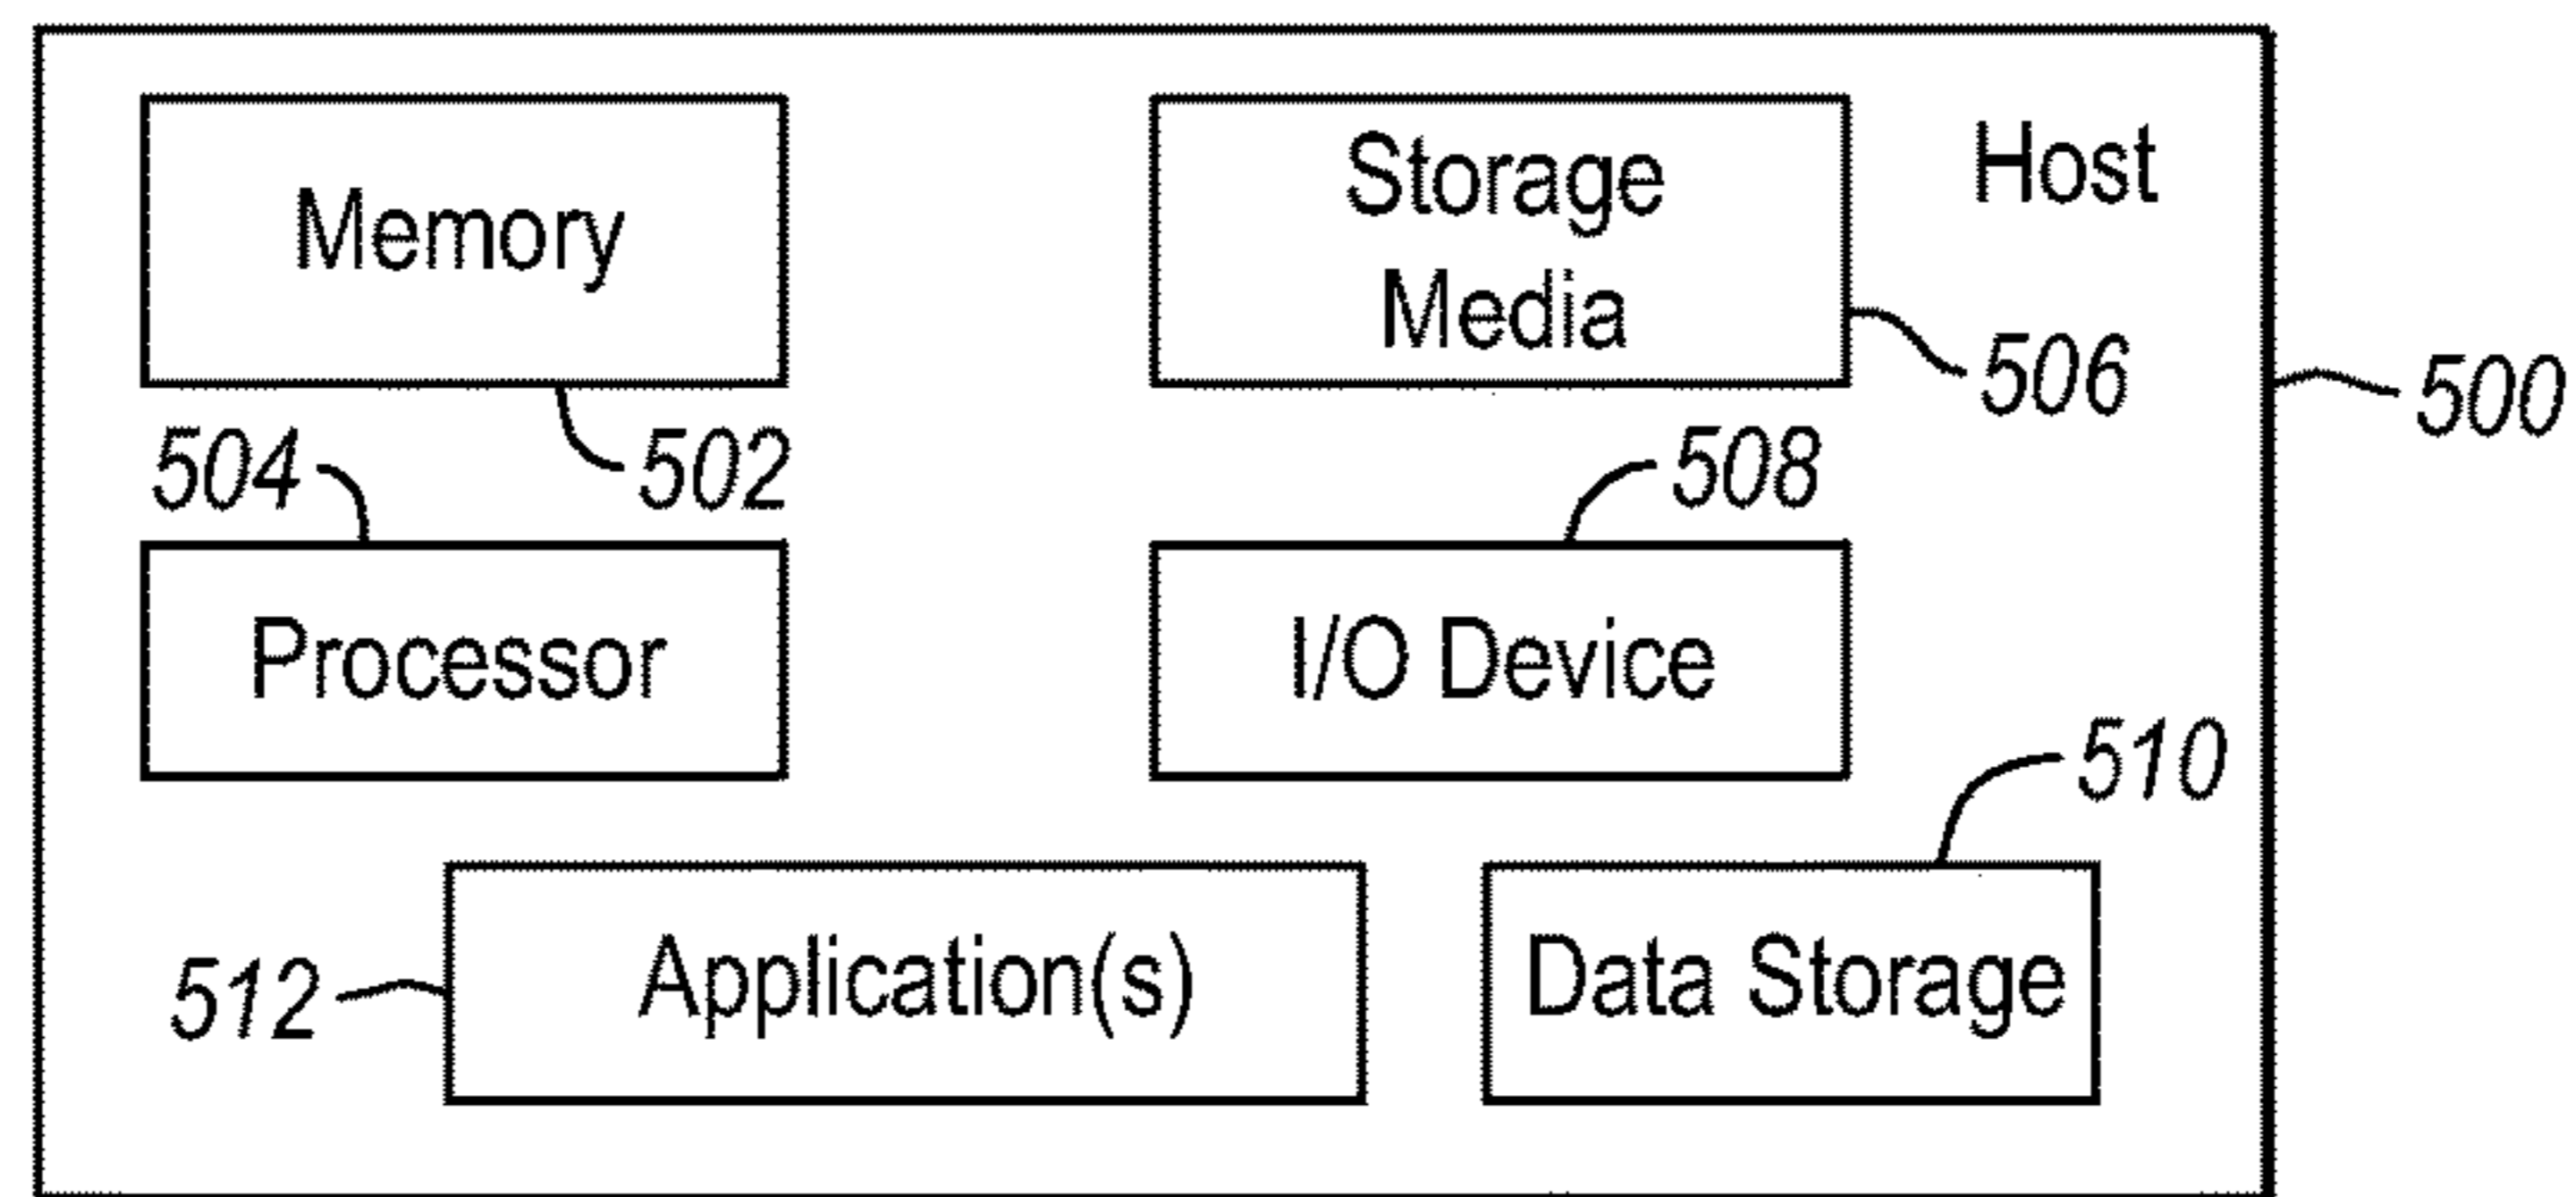 Memory
Storage
Media
Host
506
500
504
502
508
Processor
I/O Device
510
512
Application(s)
Data Storage